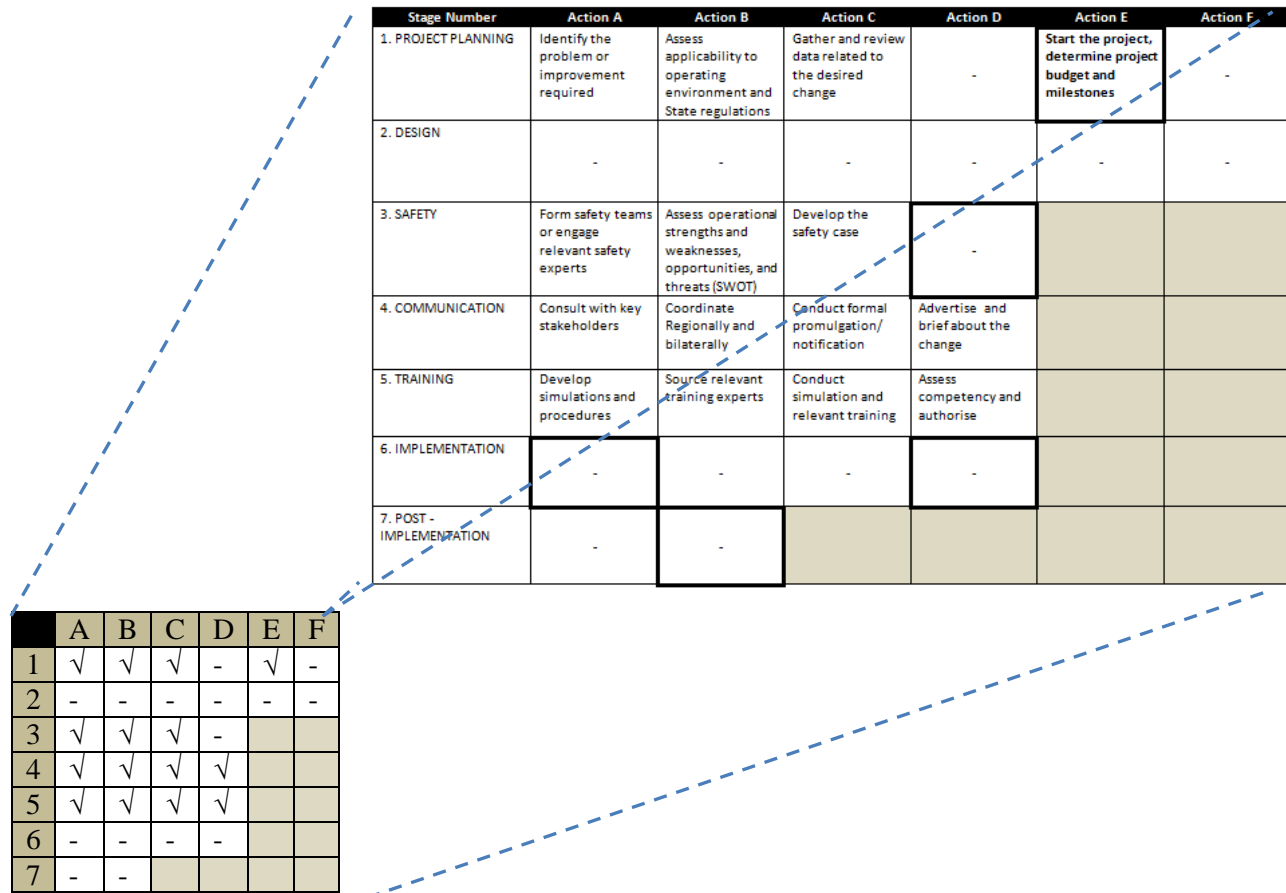 Stage Number Action A Action B Action C Action D Action E Action F
1. PROJECT PLANNING
Identify the
problem or
improvement
required
Assess
applicability to
operating
environment and
State regulations
Gather and review
data related to
the desired
change
-
Start the project,
determine project
budget and
milestones
-
2. DESIGN
- - - - - -
3. SAFETY
Form safety teams
or engage
relevant safety
experts
Assess operational
strengths and
weaknesses,
opportunities, and
threats (SWOT)
Develop the
safety case
-
4. COMMUNICATION
Consult with key
stakeholders
Coordinate
Regionally and
bilaterally
Conduct formal
promulgation/
notification
Advertise and
brief about the
change
5. TRAINING
Develop
simulations and
procedures
Source relevant
training experts
Conduct
simulation and
relevant training
Assess
competency and
authorise
6. IMPLEMENTATION
- - - -
7. POST -
IMPLEMENTATION
- -
A B C D E F
1 √ √ √ - √ -
2 - - - - - -
3 √ √ √ -
4 √ √ √ √
5 √ √ √ √
6 - - - -
7 - -